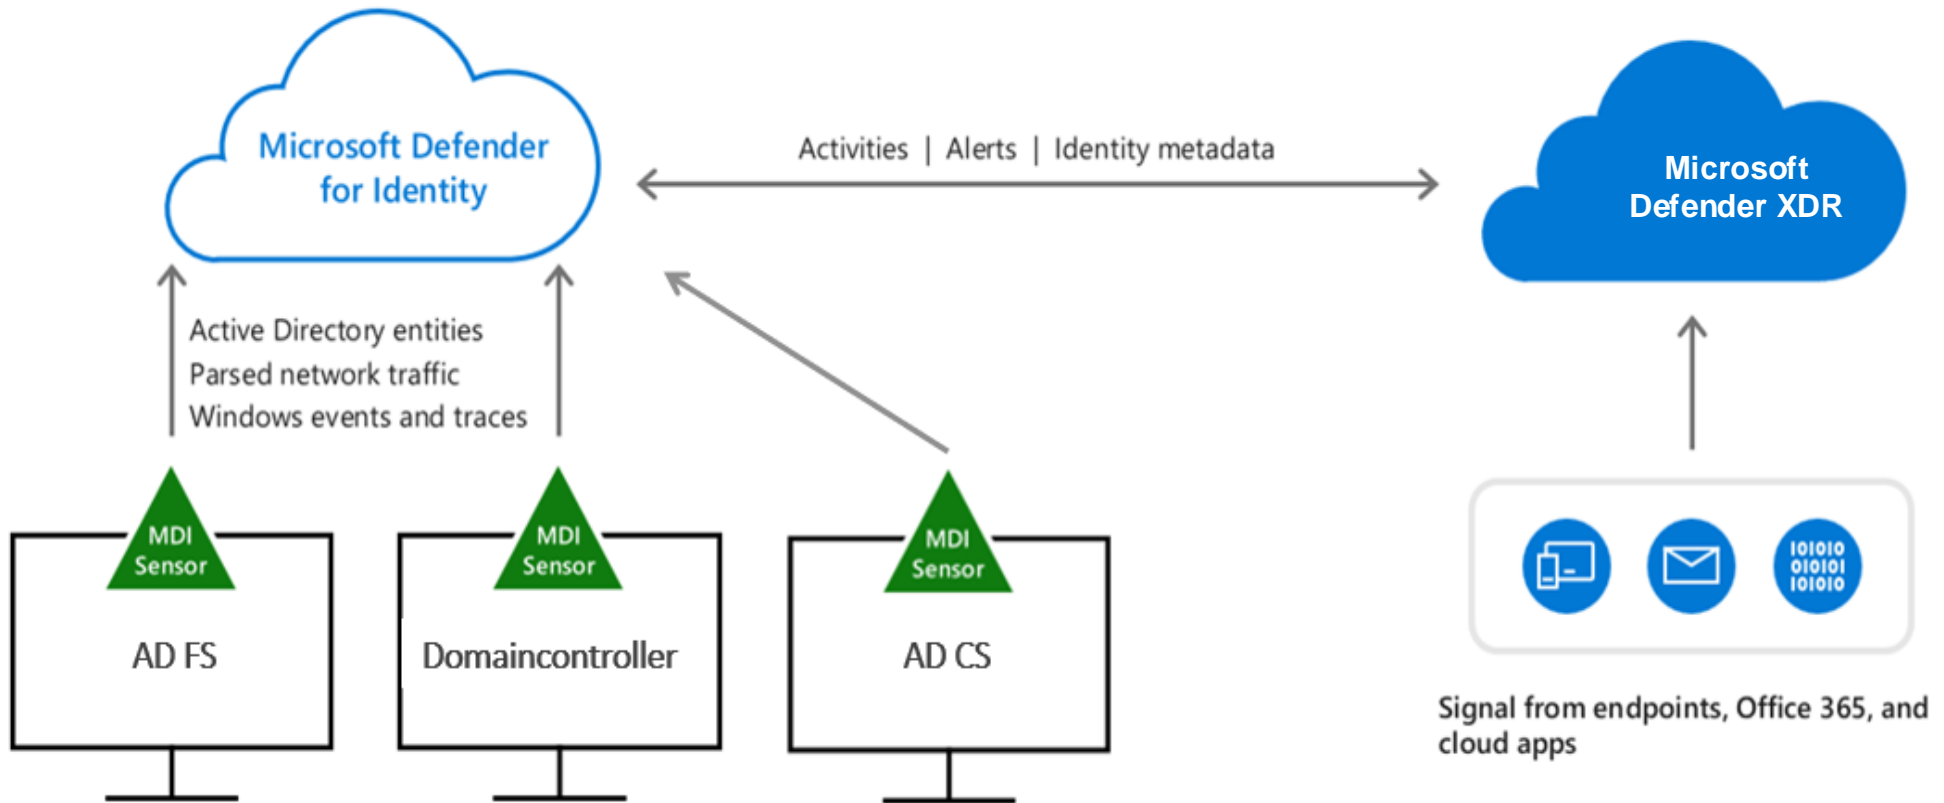 Microsoft Defender
for Identity
Activities | Alerts | Identity metadata
Microsoft
Defender XDR
Active Directory entities
Parsed network traffic
Windows events and traces
MDI
Sensor
AD FS
MDI
Sensor
Domaincontroller
MDI
Sensor
AD CS
101010
010101
101010
Signal from endpoints, Office 365, and
cloud apps